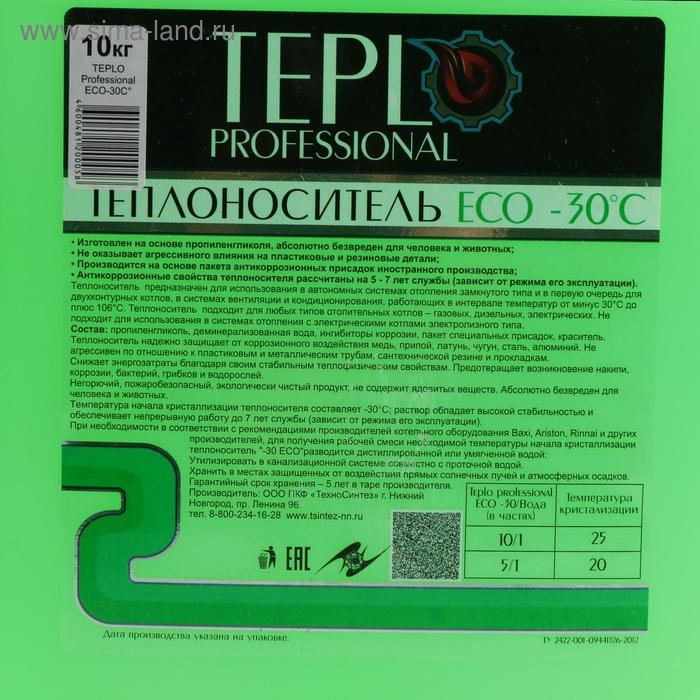 www.sima-land.ru
10кг
TEPLO
Professional
ECO-30C°
4600481200058
TEPLO
PROFESSIONAL
ТЕПЛОНОСИТЕЛЬ ECO -30°С
• Изготовлен на основе пропиленгликоля, абсолютно безвреден для человека и животных;
• Не оказывает агрессивного влияния на пластиковые и резиновые детали;
• Производится на основе пакета антикоррозионных присадок иностранного производства;
• Антикоррозионные свойства теплоносителя рассчитаны на 5 - 7 лет службы (зависит от режима его эксплуатации).
Теплоноситель предназначен для использования в автономных системах отопления замкнутого типа и в первую очередь для
двухконтурных котлов, в системах вентиляции и кондиционирования, работающих в интервале температур от минус 30°С до
плюс 106°С. Теплоноситель подходит для любых типов отопительных котлов – газовых, дизельных, электрических. Не
подходит для использования в системах отопления с электрическими котлами электролизного типа.
Состав: пропиленгликоль, деминерализованная вода, ингибиторы коррозии, пакет специальных присадок, краситель.
Теплоноситель надежно защищает от коррозионного воздействия медь, припой, латунь, чугун, сталь, алюминий. Не
агрессивен по отношению к пластиковым и металлическим трубам, сантехнической резине и прокладкам.
Снижает энергозатраты благодаря своим стабильным теплофизическим свойствам. Предотвращает возникновение накипи,
коррозии, бактерий, грибков и водорослей.
Негорючий, пожаробезопасный, экологически чистый продукт, не содержит ядовитых веществ. Абсолютно безвреден для
человека и животных.
Температура начала кристаллизации теплоносителя составляет -30°С; раствор обладает высокой стабильностью и
обеспечивает непрерывную работу до 7 лет службы (зависит от режима его эксплуатации).
При необходимости в соответствии с рекомендациями производителей котельного оборудования Baxi, Ariston, Rinnai и других
производителей, для получения рабочей смеси необходимой температуры начала кристаллизации
теплоноситель "-30 ECO"разводится дистиллированной или умягченной водой:
Утилизировать в канализационной системе совместно с проточной водой.
Хранить в местах защищенных от воздействия прямых солнечных лучей и атмосферных осадков.
Гарантийный срок хранения – 5 лет в таре производителя.
Производитель: ООО ПКФ «ТехноСинтез» г. Нижний
Новгород, пр. Ленина 96.
тел. 8-800-234-16-28 www.tsintez-nn.ru
Teplo professional
ECO -30/Вода
(в частях)
Температура
кристализации
10/1 25
5/1 20
EAC
Дата производства указана на упаковке.
ТУ 2422-001-09441376-2012